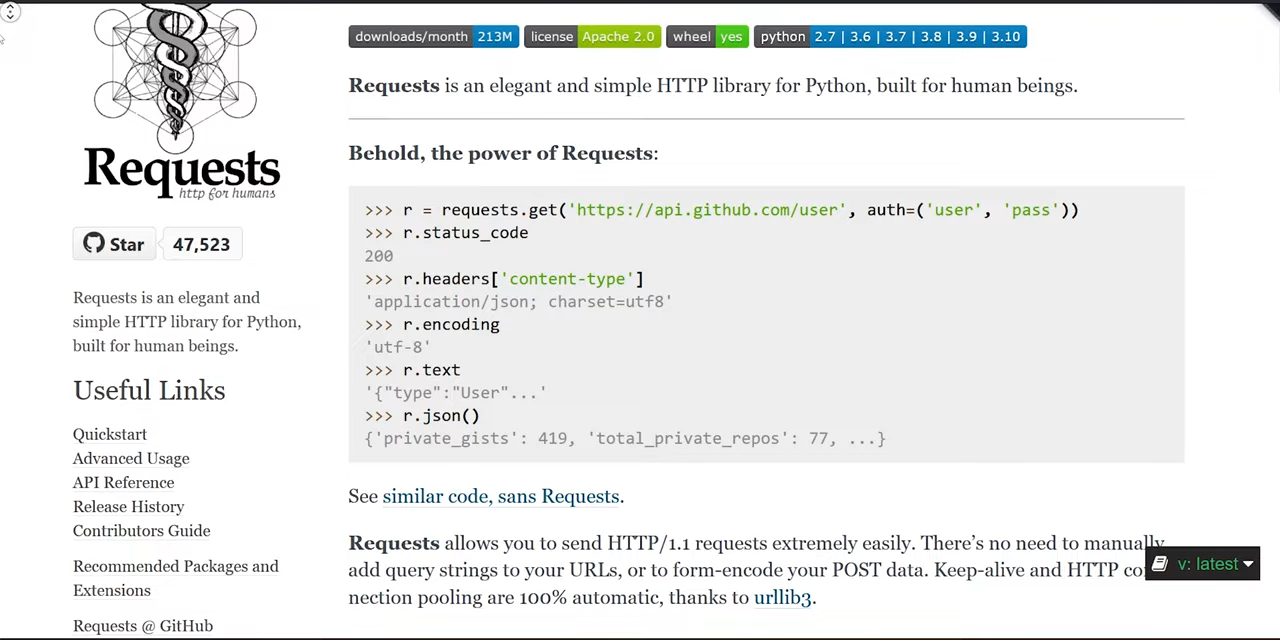 Requests
http for humans
Star 47,523
Requests is an elegant and
simple HTTP library for Python,
built for human beings.
Useful Links
Quickstart
Advanced Usage
API Reference
Release History
Contributors Guide
Recommended Packages and
Extensions
Requests @ GitHub
downloads/month 213M license Apache 2.0 wheel yes python 2.7 | 3.6 | 3.7 | 3.8 | 3.9 | 3.10
Requests is an elegant and simple HTTP library for Python, built for human beings.
Behold, the power of Requests:
>>> r = requests.get('https://api.github.com/user', auth=('user', 'pass'))
>>> r.status_code
200
>>> r.headers['content-type']
'application/json; charset=utf8'
>>> r.encoding
'utf-8'
>>> r.text
'{"type":"User"...'
>>> r.json()
{'private_gists': 419, 'total_private_repos': 77, ...}
See similar code, sans Requests.
Requests allows you to send HTTP/1.1 requests extremely easily. There’s no need to manually
add query strings to your URLs, or to form-encode your POST data. Keep-alive and HTTP co
nection pooling are 100% automatic, thanks to urllib3.
v: latest